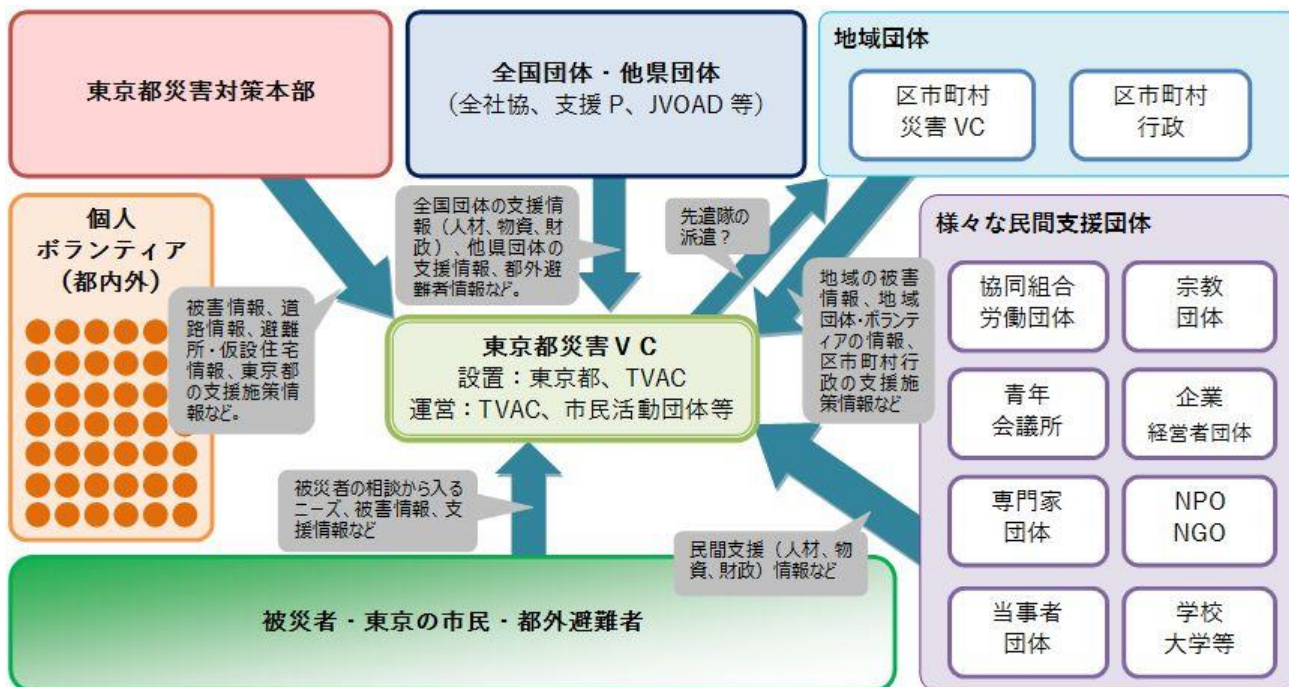 東京都災害対策本部
全国団体・他県団体
（全社協、支援 P、JVOAD 等）
地域団体
区市町村
災害 VC
区市町村
行政
個人
ボランティア
（都内外）
被害情報、道
路情報、避難
所・仮設住宅
情報、東京都
の支援施策情
報など。
全国団体の支援情
報（人材、物資、財
政）、他県団体の
支援情報、都外避
難者情報など。
先遣隊の
派遣？
地域の被害
情報、地域
団体・ボラン
ティアの情報、
区市町村行
政の支援施
策情報など
東京都災害ＶＣ
設置：東京都、TVAC
運営：TVAC、市民活動団体等
様々な民間支援団体
協同組合
労働団体
宗教
団体
青年
会議所
企業
経営者団体
専門家
団体
NPO
NGO
当事者
団体
学校
大学等
被災者の相談から入る
ニーズ、被害情報、支
援情報など
民間支援（人材、物
資、財政）情報など
被災者・東京の市民・都外避難者